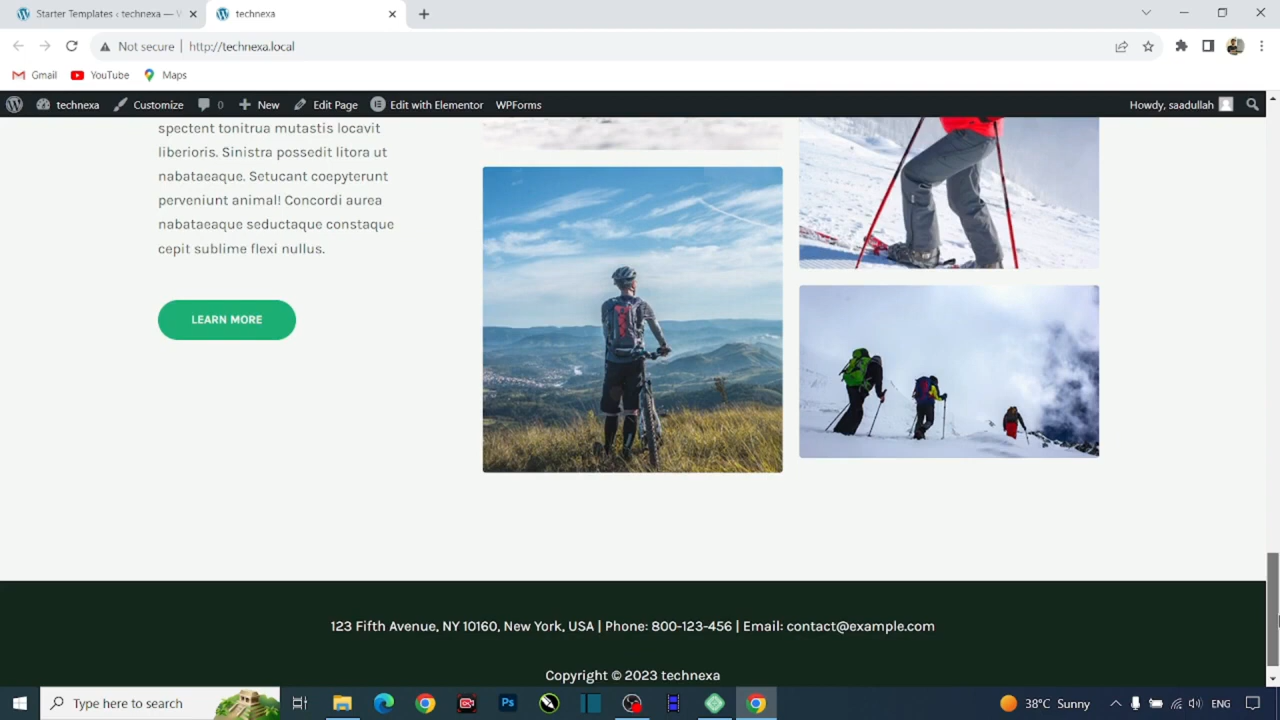 Starter Templates ‹ technexa —
technexa
Not secure
http://technexa.local
Gmail
YouTube
Maps
technexa
Customize
0
New
Edit Page
Edit with Elementor
WPForms
Howdy, saadullah
spectent tonitrua mutastis locavit
liberioris. Sinistra possedit litora ut
nabataeaque. Setucant coepyterunt
perveniunt animal! Concordi aurea
nabataeaque seductaque constaque
cepit sublime flexi nullus.
LEARN MORE
123 Fifth Avenue, NY 10160, New York, USA | Phone: 800-123-456 | Email: contact@example.com
Copyright © 2023 technexa
Type here to search
Ps
38°C Sunny
ENG